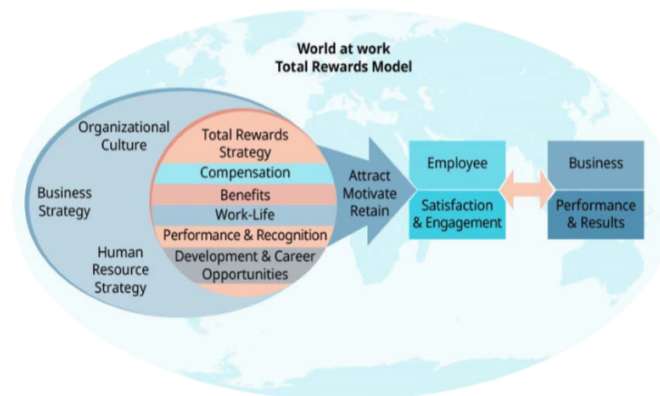 World at work
Total Rewards Model
Organizational
Culture
Business
Strategy
Human
Resource
Strategy
Total Rewards
Strategy
Compensation
Benefits
Work-Life
Performance & Recognition
Development & Career
Opportunities
Attract
Motivate
Retain
Employee
Satisfaction
& Engagement
Business
Performance
& Results